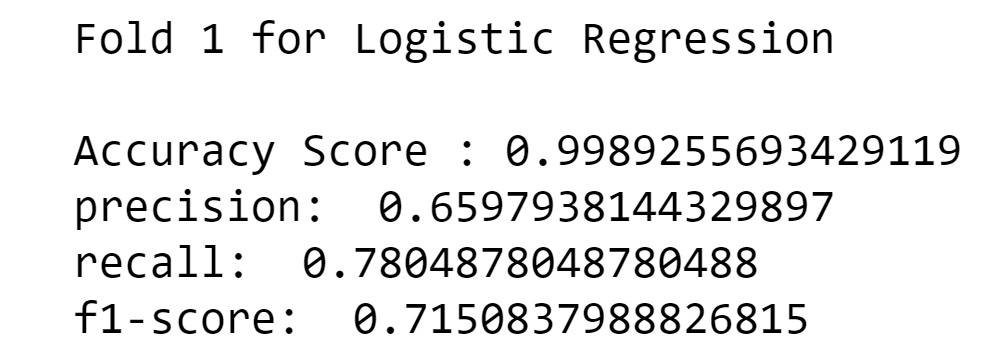 Fold 1 for Logistic Regression
Accuracy Score : 0.9989255693429119
precision:  0.6597938144329897
recall:  0.7804878048780488
f1-score:  0.7150837988826815